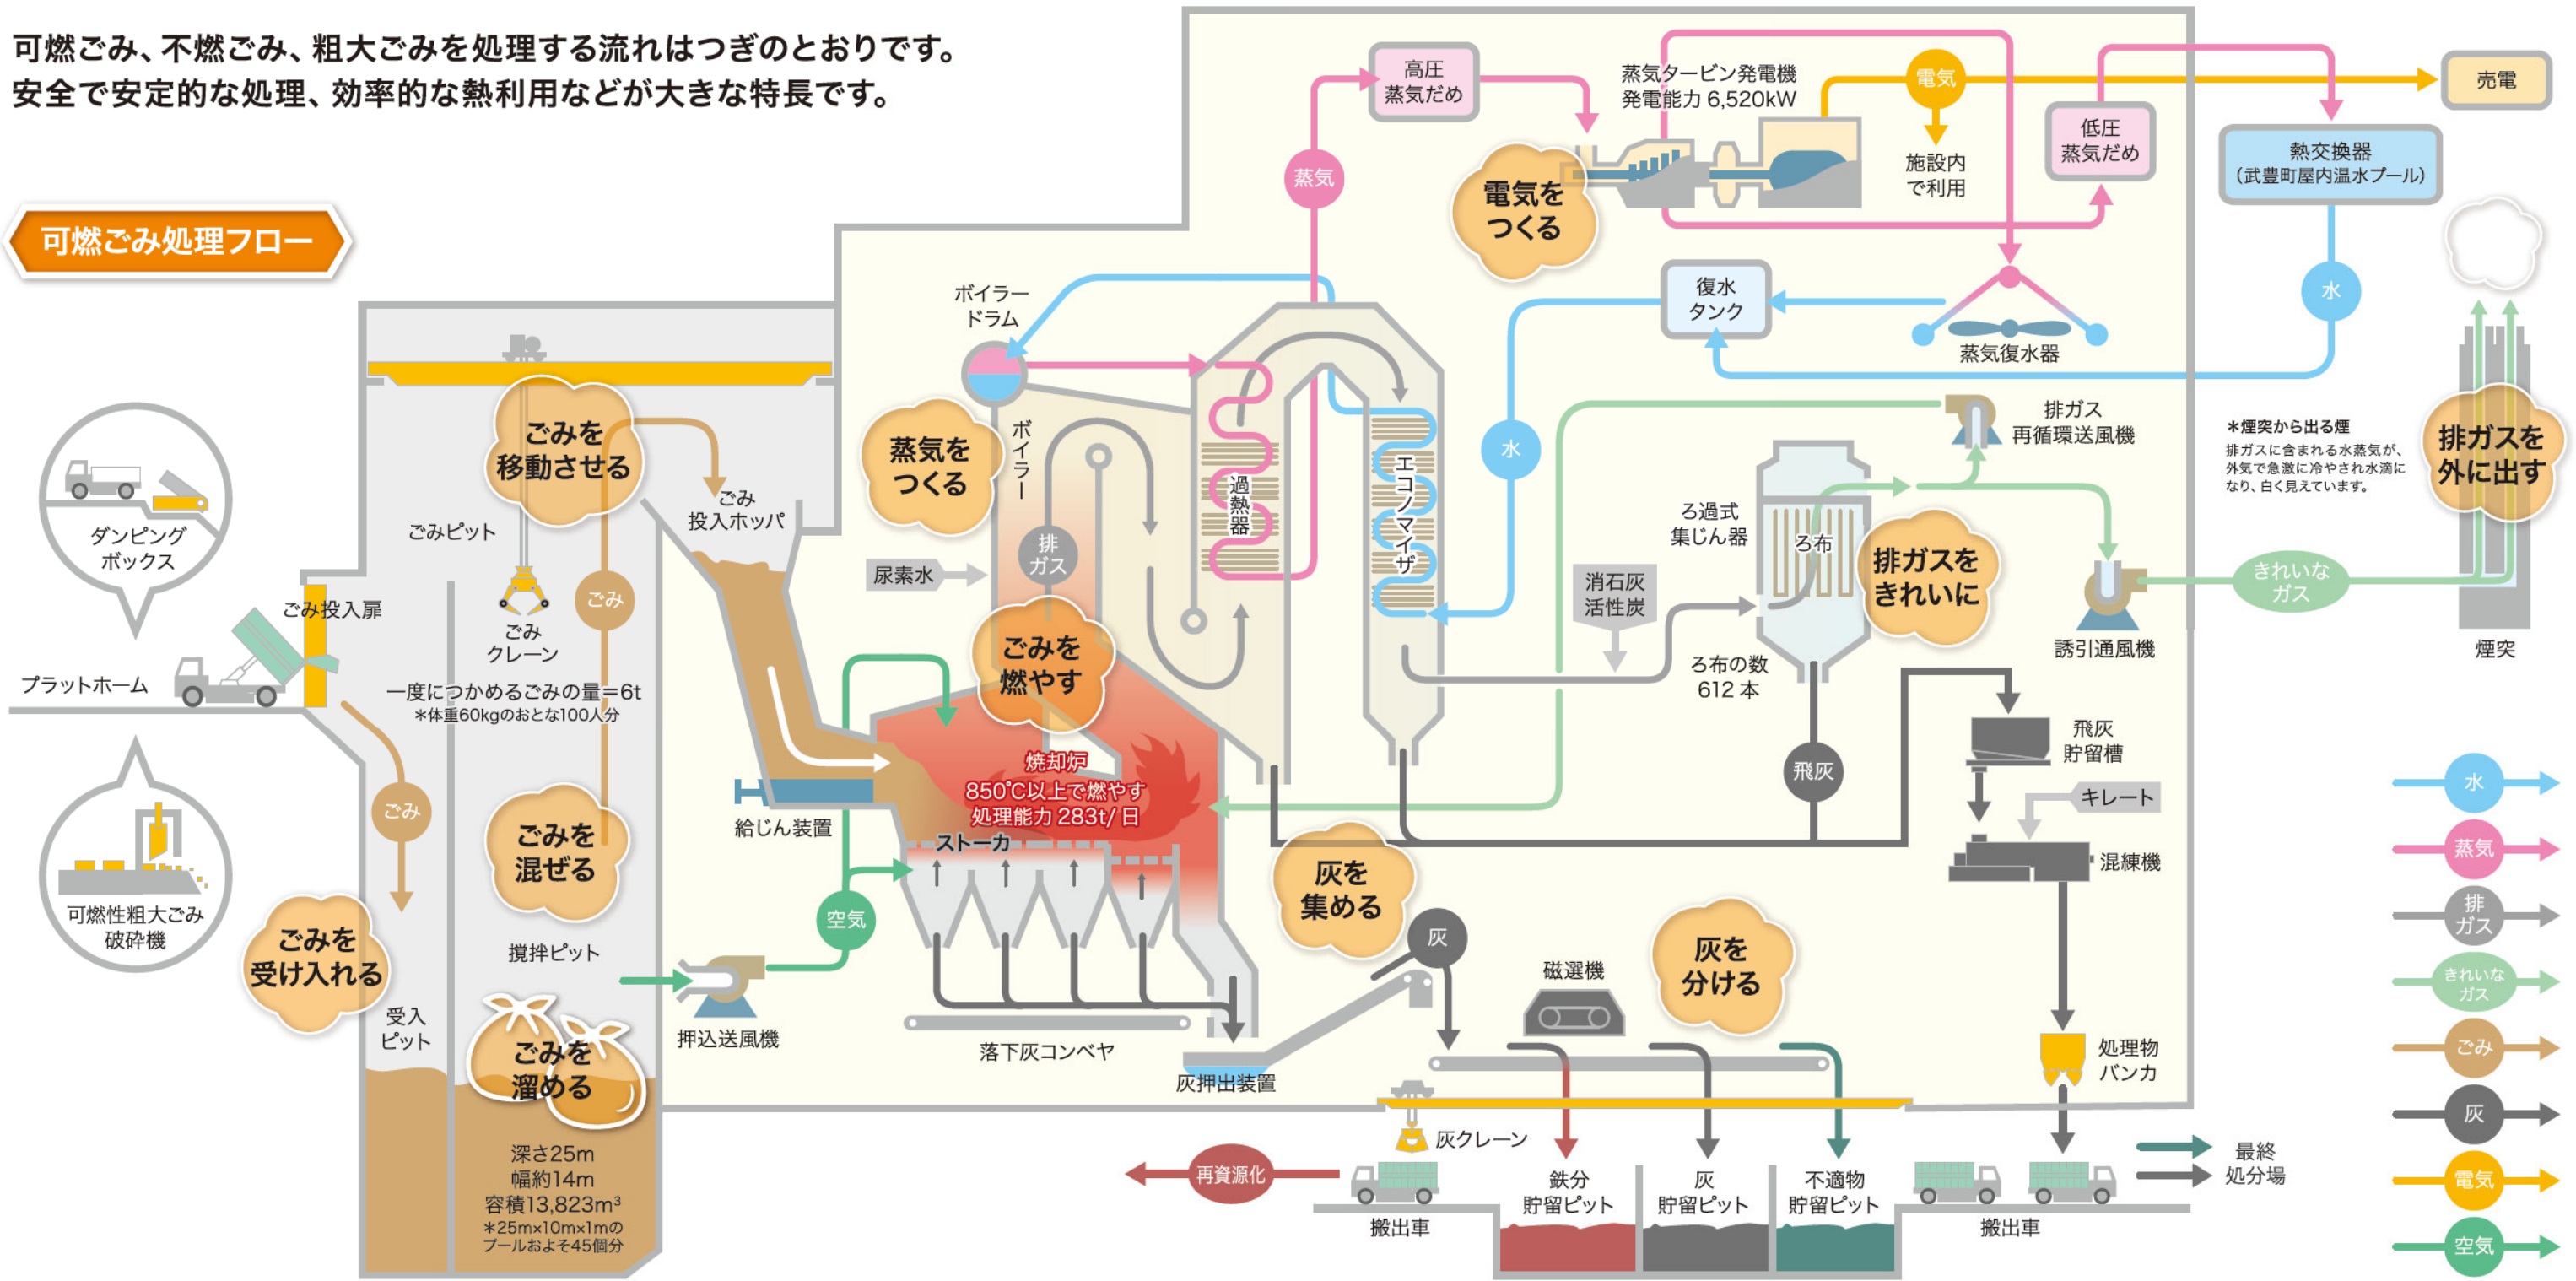 可燃ごみ、不燃ごみ、粗大ごみを処理する流れはつぎのとおりです。
安全で安定的な処理、効率的な熱利用などが大きな特長です。
可燃ごみ処理フロー
ダンピング
ボックス
プラットホーム
可燃性粗大ごみ
破砕機
ごみ投入扉
ごみを
受け入れる
ごみ
受入
ピット
ごみピット
ごみを
移動させる
ごみ
クレーン
ごみ
一度につかめるごみの量=6t
*体重60kgのおとな100人分
ごみを
混ぜる
撹拌ピット
ごみを
溜める
深さ25m
幅約14m
容積13,823m³
*25m×10m×1mの
プールおよそ45個分
ごみ
投入ホッパ
給じん装置
空気
押込送風機
ボイラー
ドラム
蒸気を
つくる
ボイラー
尿素水
排
ガス
ごみを
燃やす
焼却炉
850℃以上で燃やす
処理能力 283t/日
ストーカ
落下灰コンベヤ
灰押出装置
過熱器
エコノマイザ
蒸気
高圧
蒸気だめ
蒸気タービン発電機
発電能力 6,520kW
電気を
つくる
電気
施設内
で利用
低圧
蒸気だめ
売電
熱交換器
(武豊町屋内温水プール)
水
復水
タンク
蒸気復水器
水
排ガス
再循環送風機
ろ過式
集じん器
ろ布
ろ布の数
612 本
消石灰
活性炭
排ガスを
きれいに
誘引通風機
きれいな
ガス
*煙突から出る煙
排ガスに含まれる水蒸気が、
外気で急激に冷やされ水滴に
なり、白く見えています。
排ガスを
外に出す
煙突
飛灰
飛灰
貯留槽
キレート
混練機
処理物
バンカ
灰を
集める
灰
磁選機
灰を
分ける
灰クレーン
再資源化
搬出車
鉄分
貯留ピット
灰
貯留ピット
不適物
貯留ピット
搬出車
最終
処分場
水
蒸気
排
ガス
きれいな
ガス
ごみ
灰
電気
空気